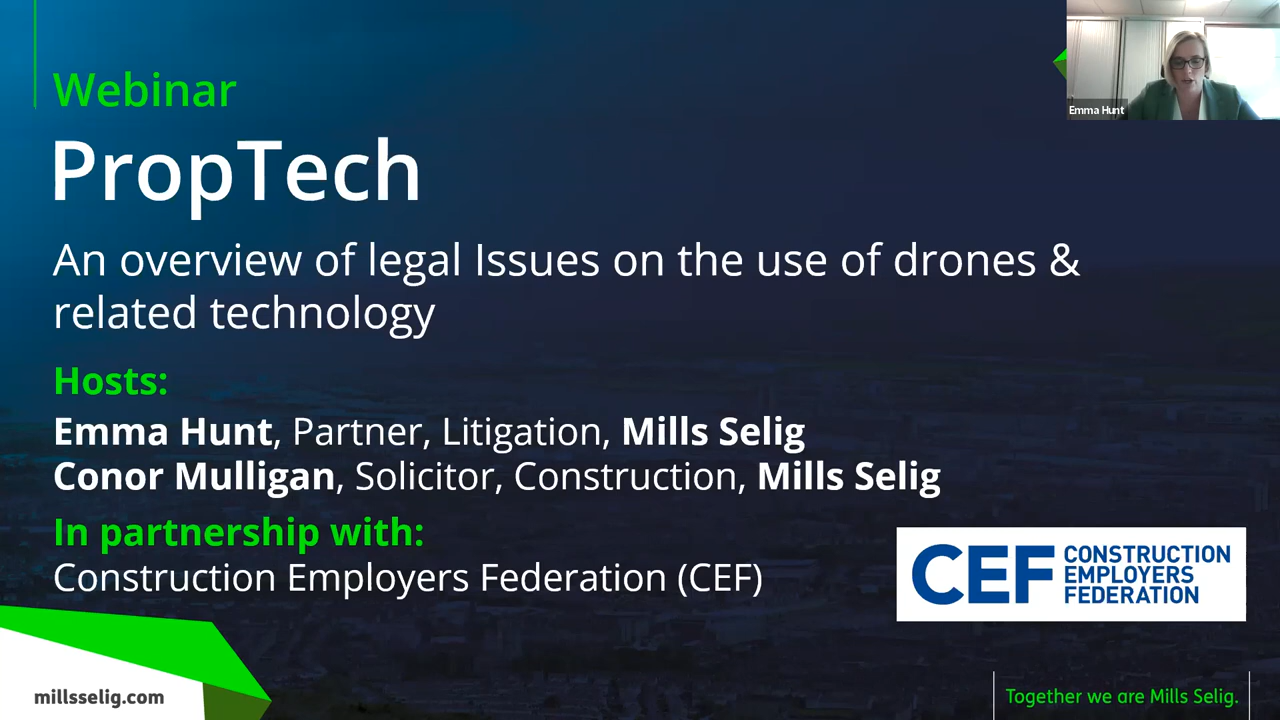 Webinar
PropTech
An overview of legal Issues on the use of drones &
related technology
Hosts:
Emma Hunt, Partner, Litigation, Mills Selig
Conor Mulligan, Solicitor, Construction, Mills Selig
In partnership with:
Construction Employers Federation (CEF)
CEF
CONSTRUCTION
EMPLOYERS
FEDERATION
millsselig.com
Together we are Mills Selig.
Emma Hunt